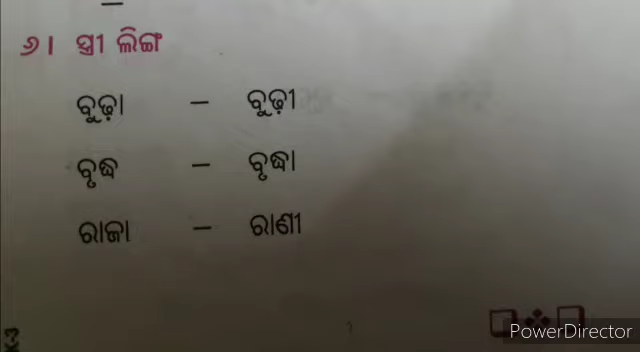 ୬। ସ୍ତ୍ରୀ ଲିଙ୍ଗ
ବୁଢ଼ା – ବୁଢ଼ୀ
ବୃଦ୍ଧ – ବୃଦ୍ଧା
ରାଜା – ରାଣୀ
PowerDirector